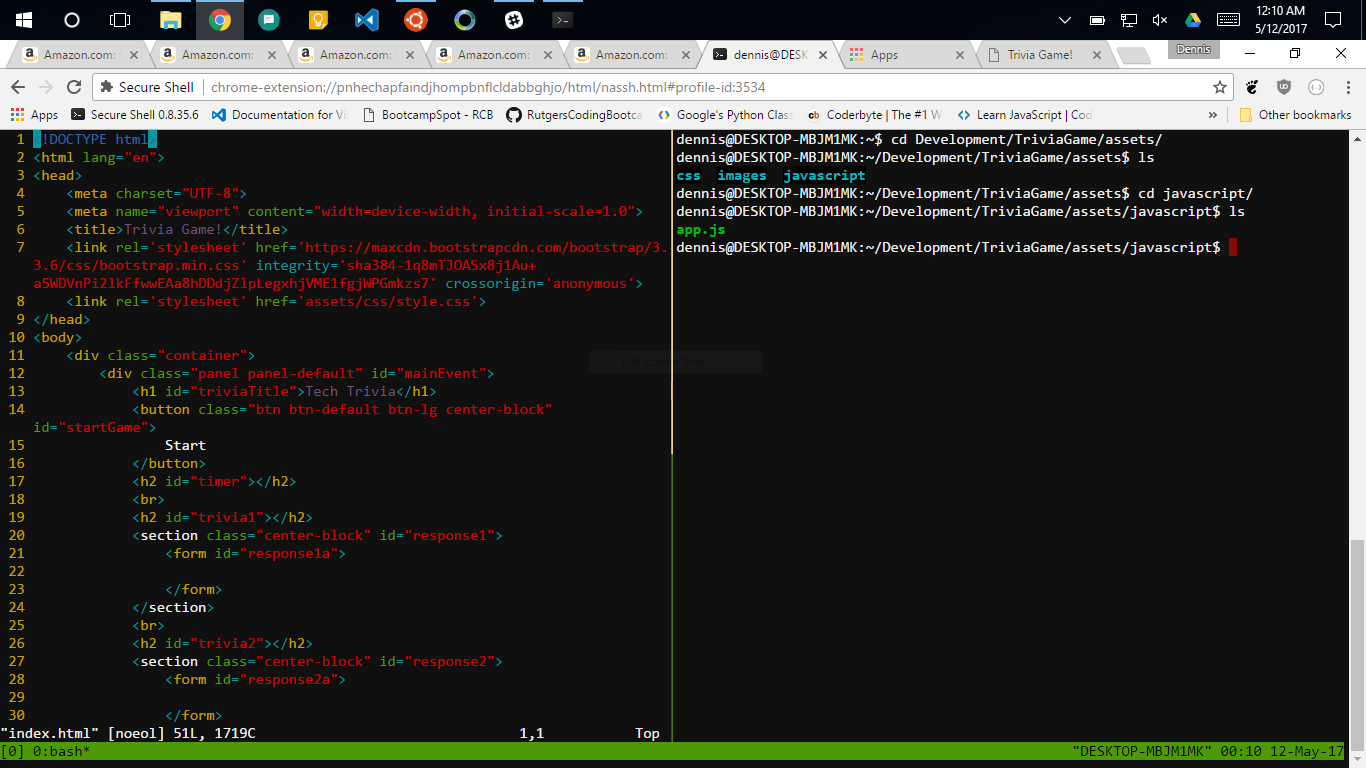 12:10 AM
5/12/2017
Amazon.com:
Amazon.com:
Amazon.com:
Amazon.com:
Amazon.com:
dennis@DESK
Apps
Trivia Game!
Dennis
Secure Shell
chrome-extension://pnhechapfaindjhompbnflcldabbghjo/html/nassh.html#profile-id:3534
Apps
Secure Shell 0.8.35.6
Documentation for Vi
BootcampSpot - RCB
RutgersCodingBootca
Google's Python Cour
Coderbyte | The #1 W
Learn JavaScript | Cod
»
Other bookmarks
1 <!DOCTYPE html>
2 <html lang="en">
3 <head>
4 <meta charset="UTF-8">
5 <meta name="viewport" content="width=device-width, initial-scale=1.0">
6 <title>Trivia Game!</title>
7 <link rel='stylesheet' href='https://maxcdn.bootstrapcdn.com/bootstrap/3.
3.6/css/bootstrap.min.css' integrity='sha384-1q8mTJOASx8j1Au+
a5WDVnPi2lkFfwwEAa8hDDdjZlpLegxhjVME1fgjWPGmkzs7' crossorigin='anonymous'>
8 <link rel='stylesheet' href='assets/css/style.css'>
9 </head>
10 <body>
11 <div class="container">
12 <div class="panel panel-default" id="mainEvent">
13 <h1 id="triviaTitle">Tech Trivia</h1>
14 <button class="btn btn-default btn-lg center-block"
id="startGame">
15 Start
16 </button>
17 <h2 id="timer"></h2>
18 <br>
19 <h2 id="trivia1"></h2>
20 <section class="center-block" id="response1">
21 <form id="response1a">
22
23 </form>
24 </section>
25 <br>
26 <h2 id="trivia2"></h2>
27 <section class="center-block" id="response2">
28 <form id="response2a">
29
30 </form>
"index.html" [noeol] 51L, 1719C 1,1 Top
dennis@DESKTOP-MBJM1MK:~$ cd Development/TriviaGame/assets/
dennis@DESKTOP-MBJM1MK:~/Development/TriviaGame/assets$ ls
css images javascript
dennis@DESKTOP-MBJM1MK:~/Development/TriviaGame/assets$ cd javascript/
dennis@DESKTOP-MBJM1MK:~/Development/TriviaGame/assets/javascript$ ls
app.js
dennis@DESKTOP-MBJM1MK:~/Development/TriviaGame/assets/javascript$
Full-screen Snip
[0] 0:bash* "DESKTOP-MBJM1MK" 00:10 12-May-17